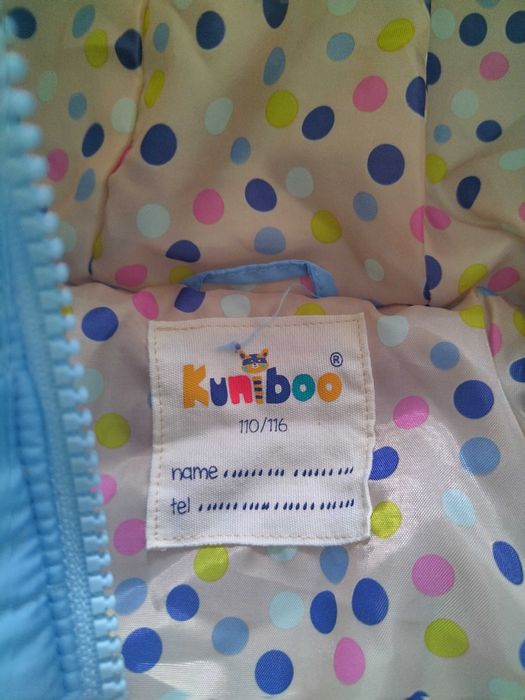 Kuniboo ®
110/116
name ................. 
tel .......................